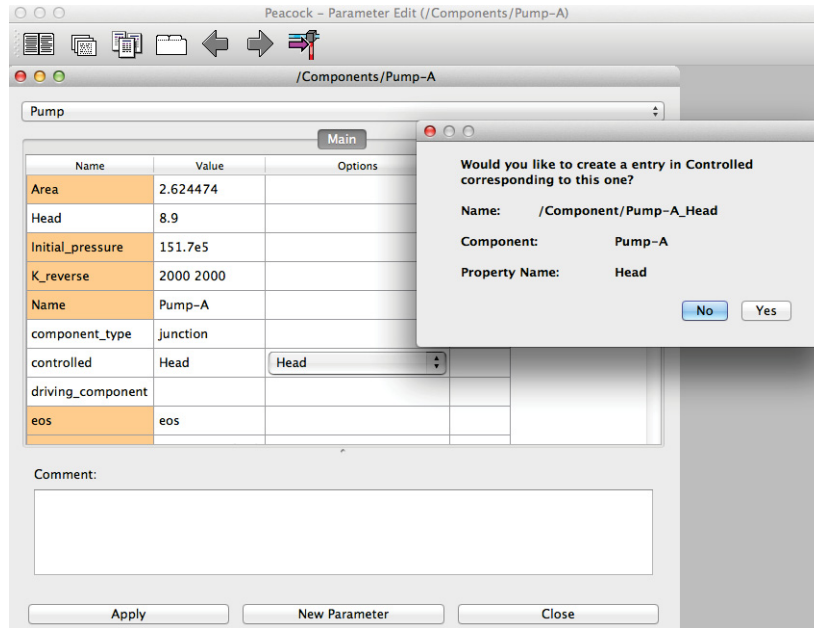 Peacock - Parameter Edit (/Components/Pump-A)
/Components/Pump-A
Pump
Main
Name Value Options
Area 2.624474
Head 8.9
Initial_pressure 151.7e5
K_reverse 2000 2000
Name Pump-A
component_type junction
controlled Head Head
driving_component
eos eos
Comment:
Apply New Parameter Close
Would you like to create a entry in Controlled
corresponding to this one?
Name: /Component/Pump-A_Head
Component: Pump-A
Property Name: Head
No Yes